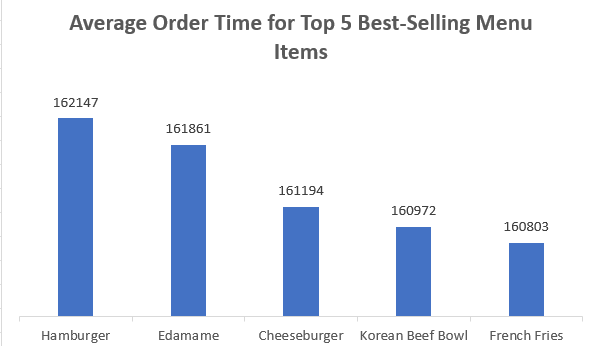 Average Order Time for Top 5 Best-Selling Menu
Items
162147
161861
161194
160972
160803
Hamburger
Edamame
Cheeseburger
Korean Beef Bowl
French Fries